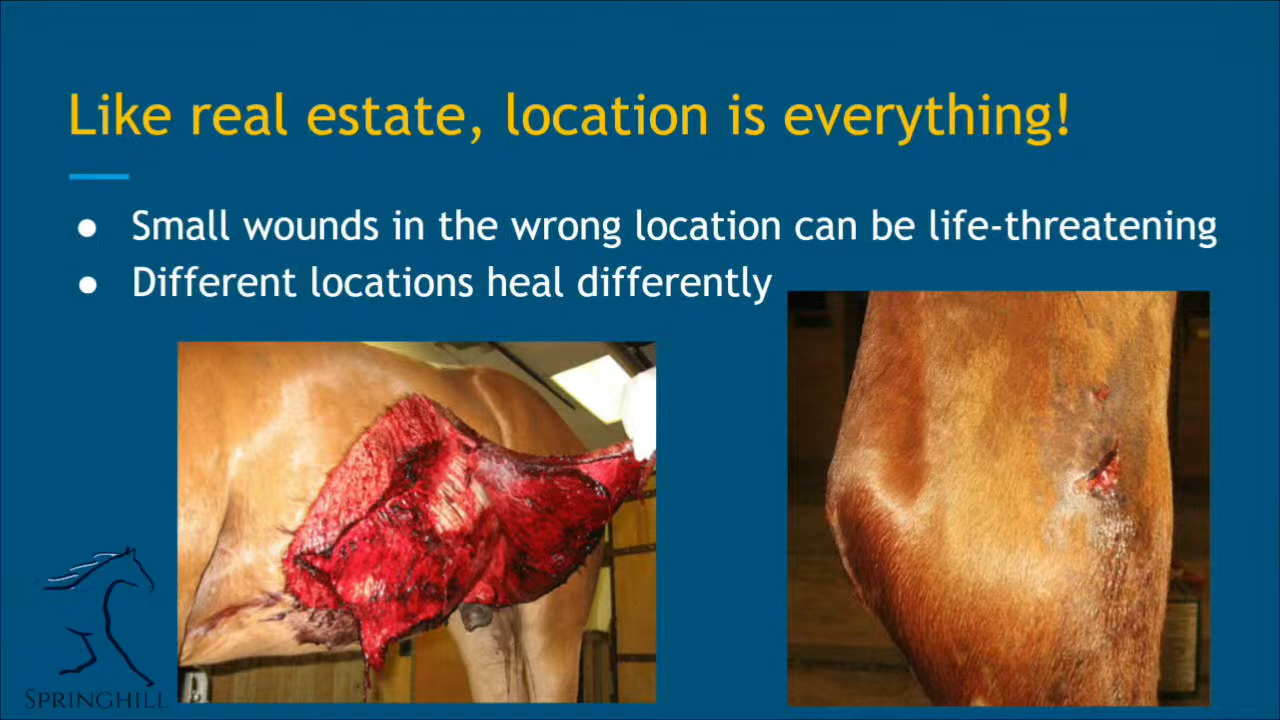 Like real estate, location is everything!
● Small wounds in the wrong location can be life-threatening
● Different locations heal differently
SPRINGHILL